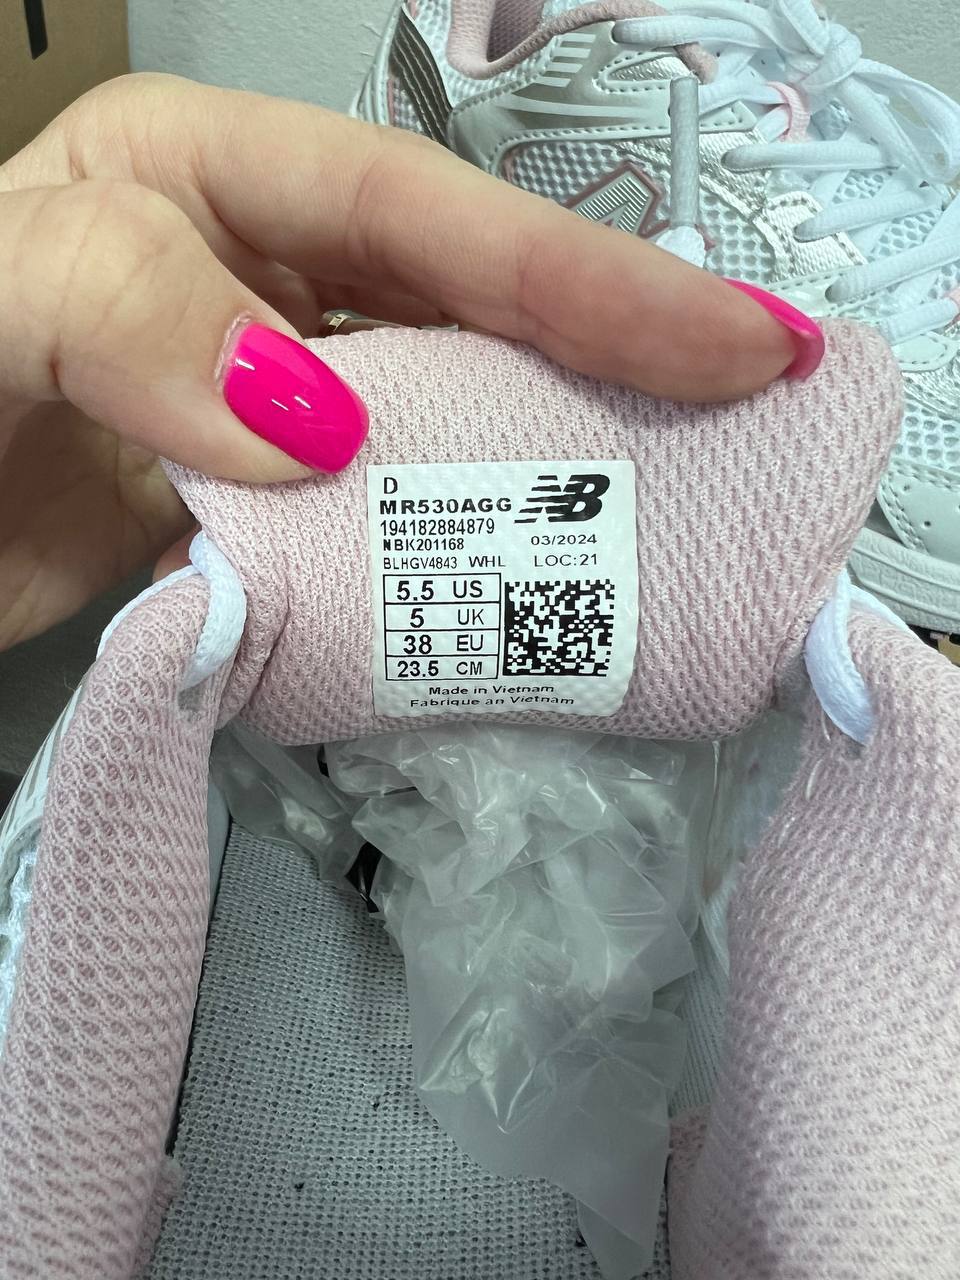 D
MR530AGG NB
194182884879
NBK201168 03/2024
BLHGV4843 WHL LOC:21
5.5 US
5 UK
38 EU
23.5 CM
Made in Vietnam
Fabrique an Vietnam